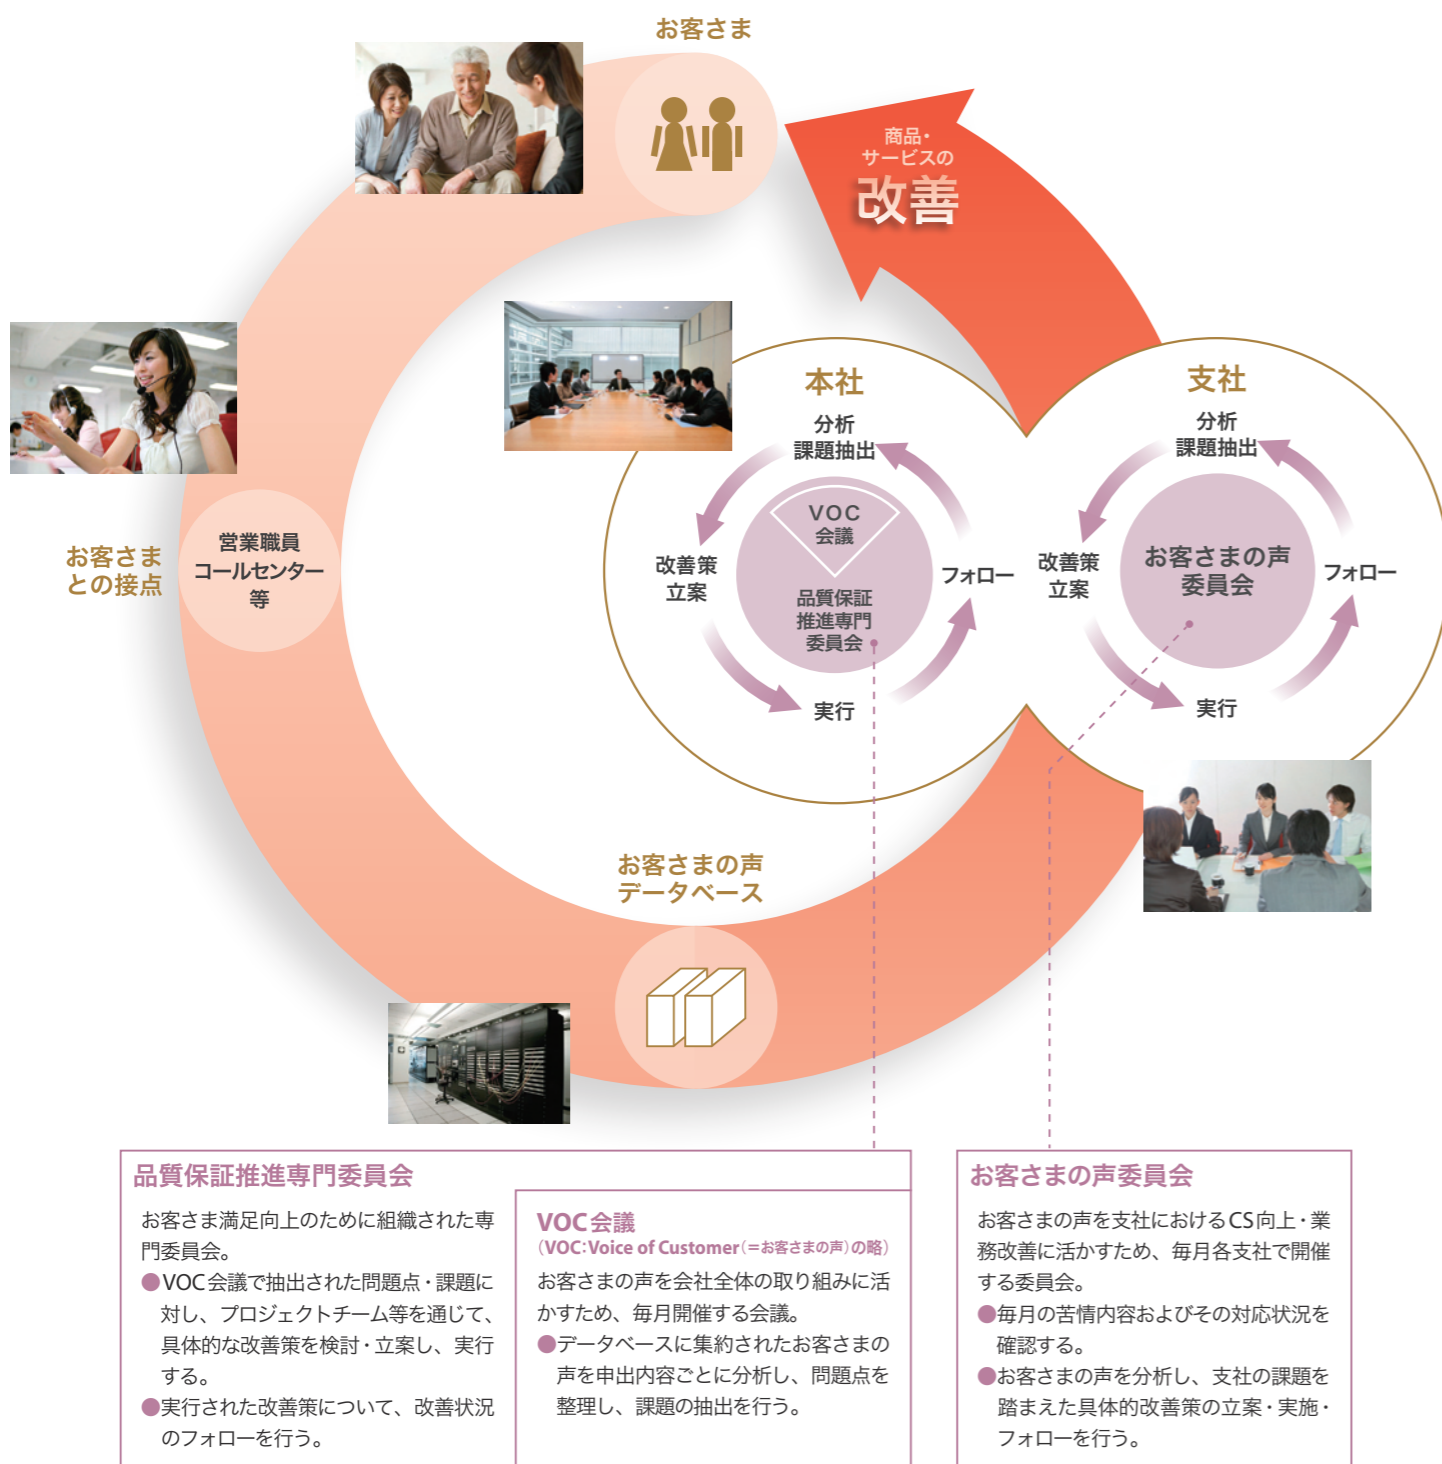 お客さま
商品・
サービスの
改善
本社
分析
課題抽出
VOC
会議
改善策
立案
フォロー
品質保証
推進専門
委員会
実行
支社
分析
課題抽出
改善策
立案
お客さまの声
委員会
フォロー
実行
お客さま
との接点
営業職員
コールセンター
等
お客さまの声
データベース
品質保証推進専門委員会
お客さま満足向上のために組織された専
門委員会。
●VOC会議で抽出された問題点・課題に
対し、プロジェクトチーム等を通じて、
具体的な改善策を検討・立案し、実行
する。
●実行された改善策について、改善状況
のフォローを行う。
VOC会議
（VOC：Voice of Customer（＝お客さまの声）の略）
お客さまの声を会社全体の取り組みに活
かすため、毎月開催する会議。
●データベースに集約されたお客さまの
声を申出内容ごとに分析し、問題点を
整理し、課題の抽出を行う。
お客さまの声委員会
お客さまの声を支社におけるCS向上・業
務改善に活かすため、毎月各支社で開催
する委員会。
●毎月の苦情内容およびその対応状況を
確認する。
●お客さまの声を分析し、支社の課題を
踏まえた具体的改善策の立案・実施・
フォローを行う。